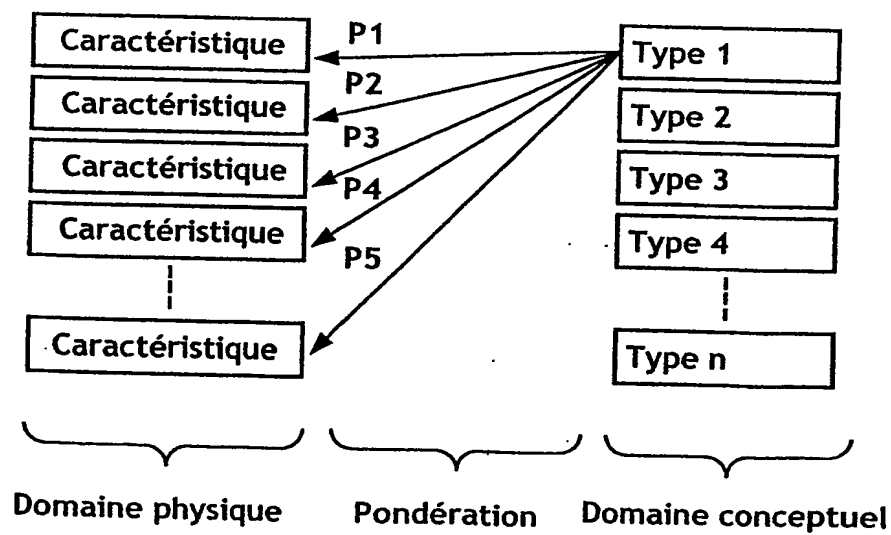 Caractéristique P1 Type 1
Caractéristique P2 Type 2
Caractéristique P3 Type 3
Caractéristique P4 Type 4
P5
Caractéristique Type n
Domaine physique Pondération Domaine conceptuel